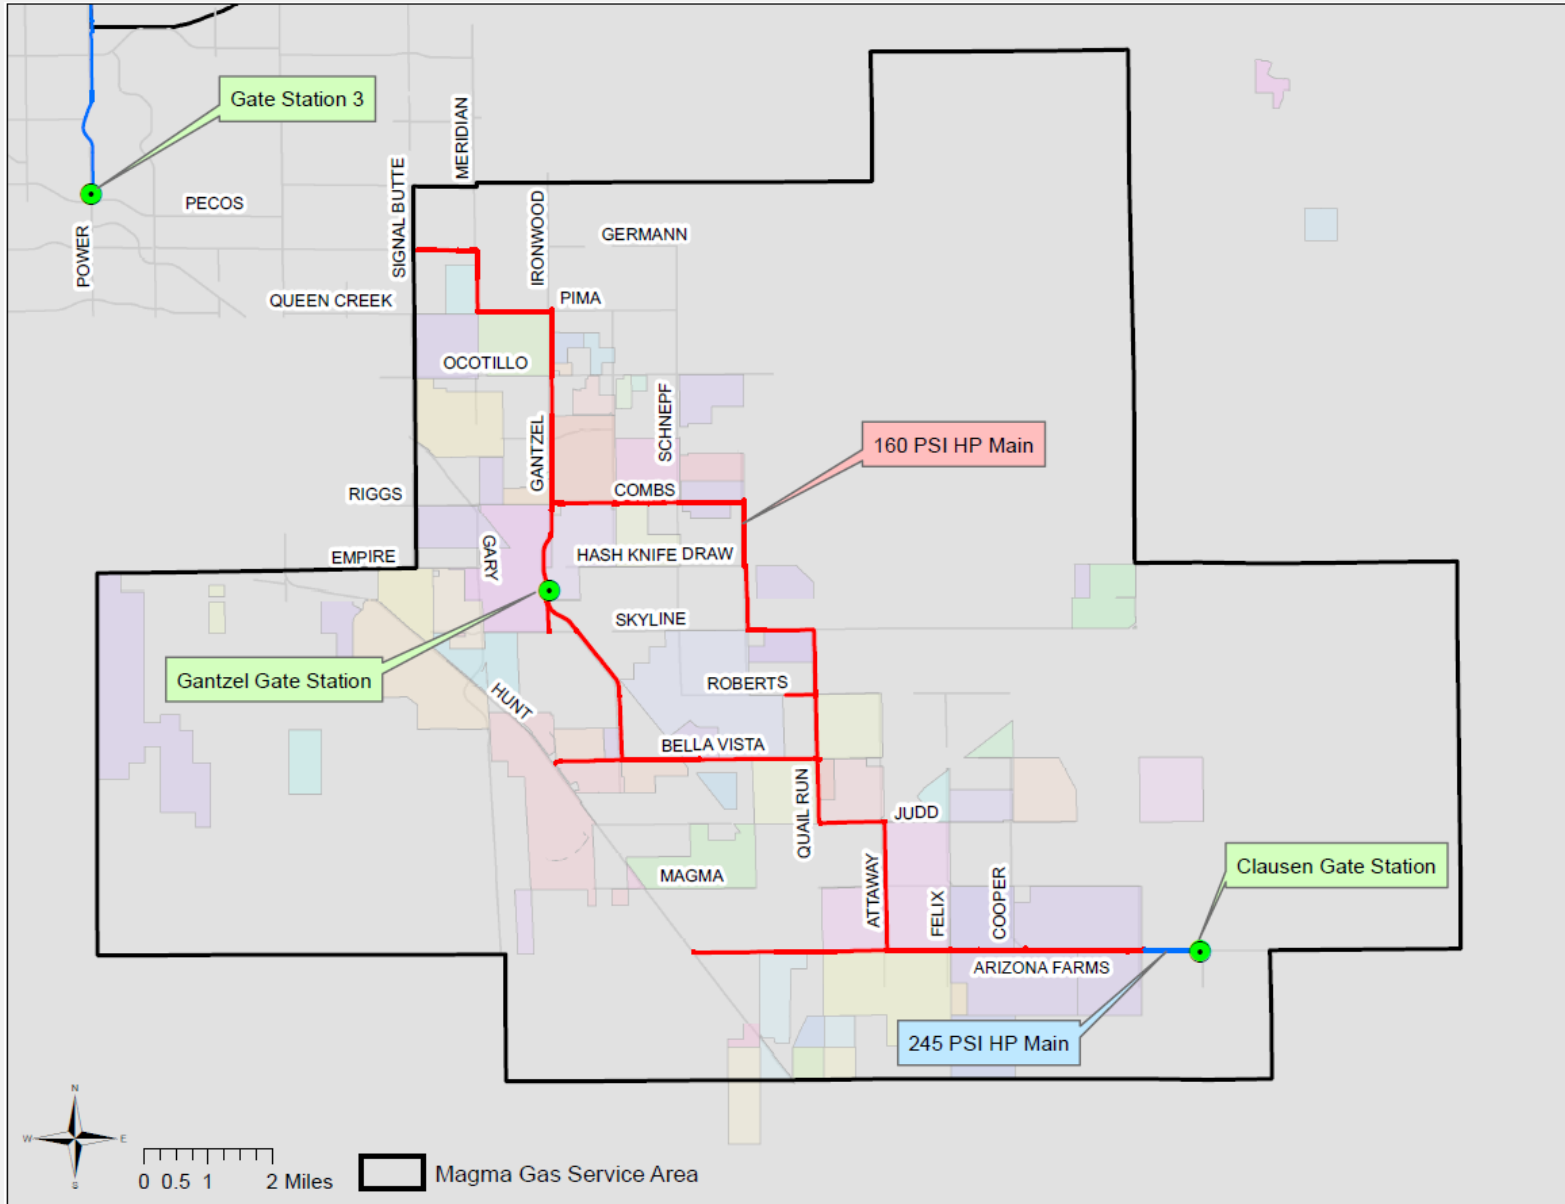 Gate Station 3
MERIDIAN
SIGNAL BUTTE
PECOS
IRONWOOD
POWER
GERMANN
QUEEN CREEK
PIMA
OCOTILLO
SCHNEPF
GANTZEL
160 PSI HP Main
RIGGS
COMBS
EMPIRE
GARY
HASH KNIFE DRAW
SKYLINE
Gantzel Gate Station
ROBERTS
HUNT
BELLA VISTA
QUAIL RUN
JUDD
MAGMA
ATTAWAY
FELIX
COOPER
Clausen Gate Station
ARIZONA FARMS
245 PSI HP Main
N
W
E
S
0 0.5 1 2 Miles
Magma Gas Service Area